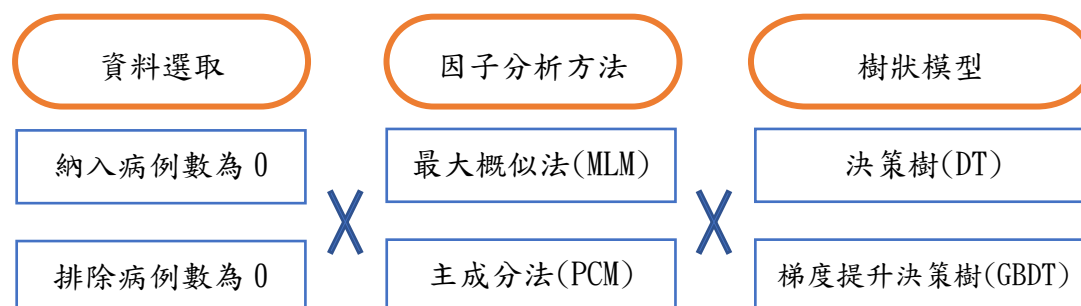 資料選取
因子分析方法
樹狀模型
納入病例數為 0
最大概似法(MLM)
決策樹(DT)
排除病例數為 0
主成分法(PCM)
梯度提升決策樹(GBDT)